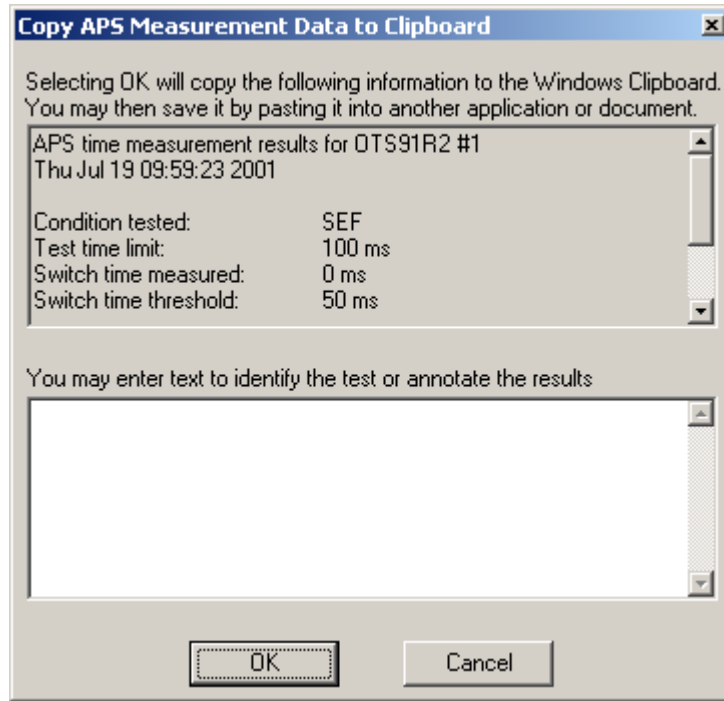 Copy APS Measurement Data to Clipboard
Selecting OK will copy the following information to the Windows Clipboard.
You may then save it by pasting it into another application or document.
APS time measurement results for OTS91R2 #1
Thu Jul 19 09:59:23 2001
Condition tested: SEF
Test time limit: 100 ms
Switch time measured: 0 ms
Switch time threshold: 50 ms
You may enter text to identify the test or annotate the results
OK Cancel